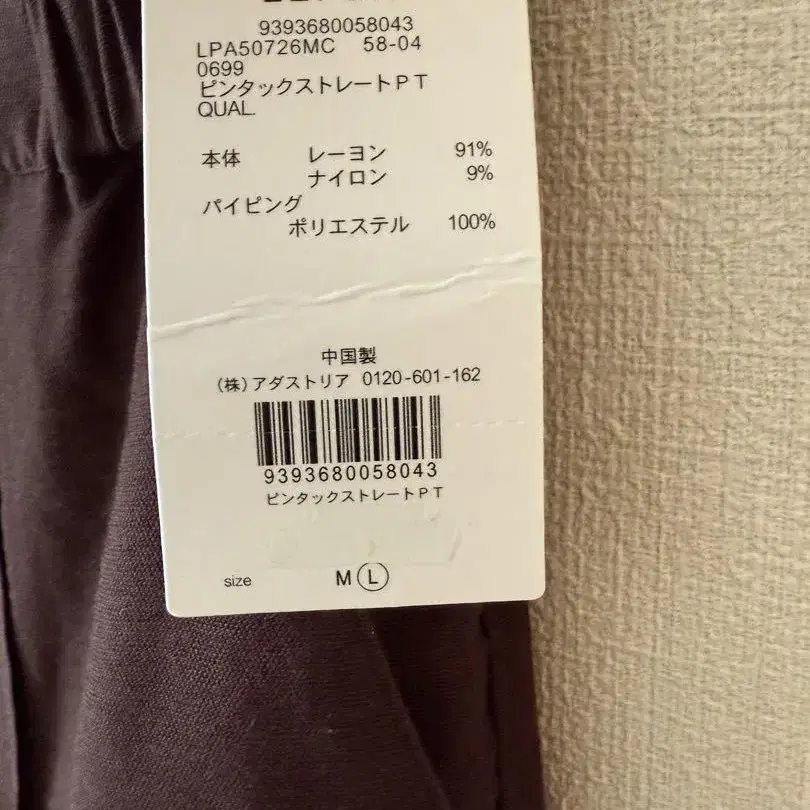 9393680058043
LPA50726MC 58-04
0699
ピンタックストレートPT
QUAL.
本体 レーヨン 91%
ナイロン 9%
パイピング
ポリエステル 100%
中国製
(株)アダストリア 0120-601-162
9393680058043
ピンタックストレートPT
size M L